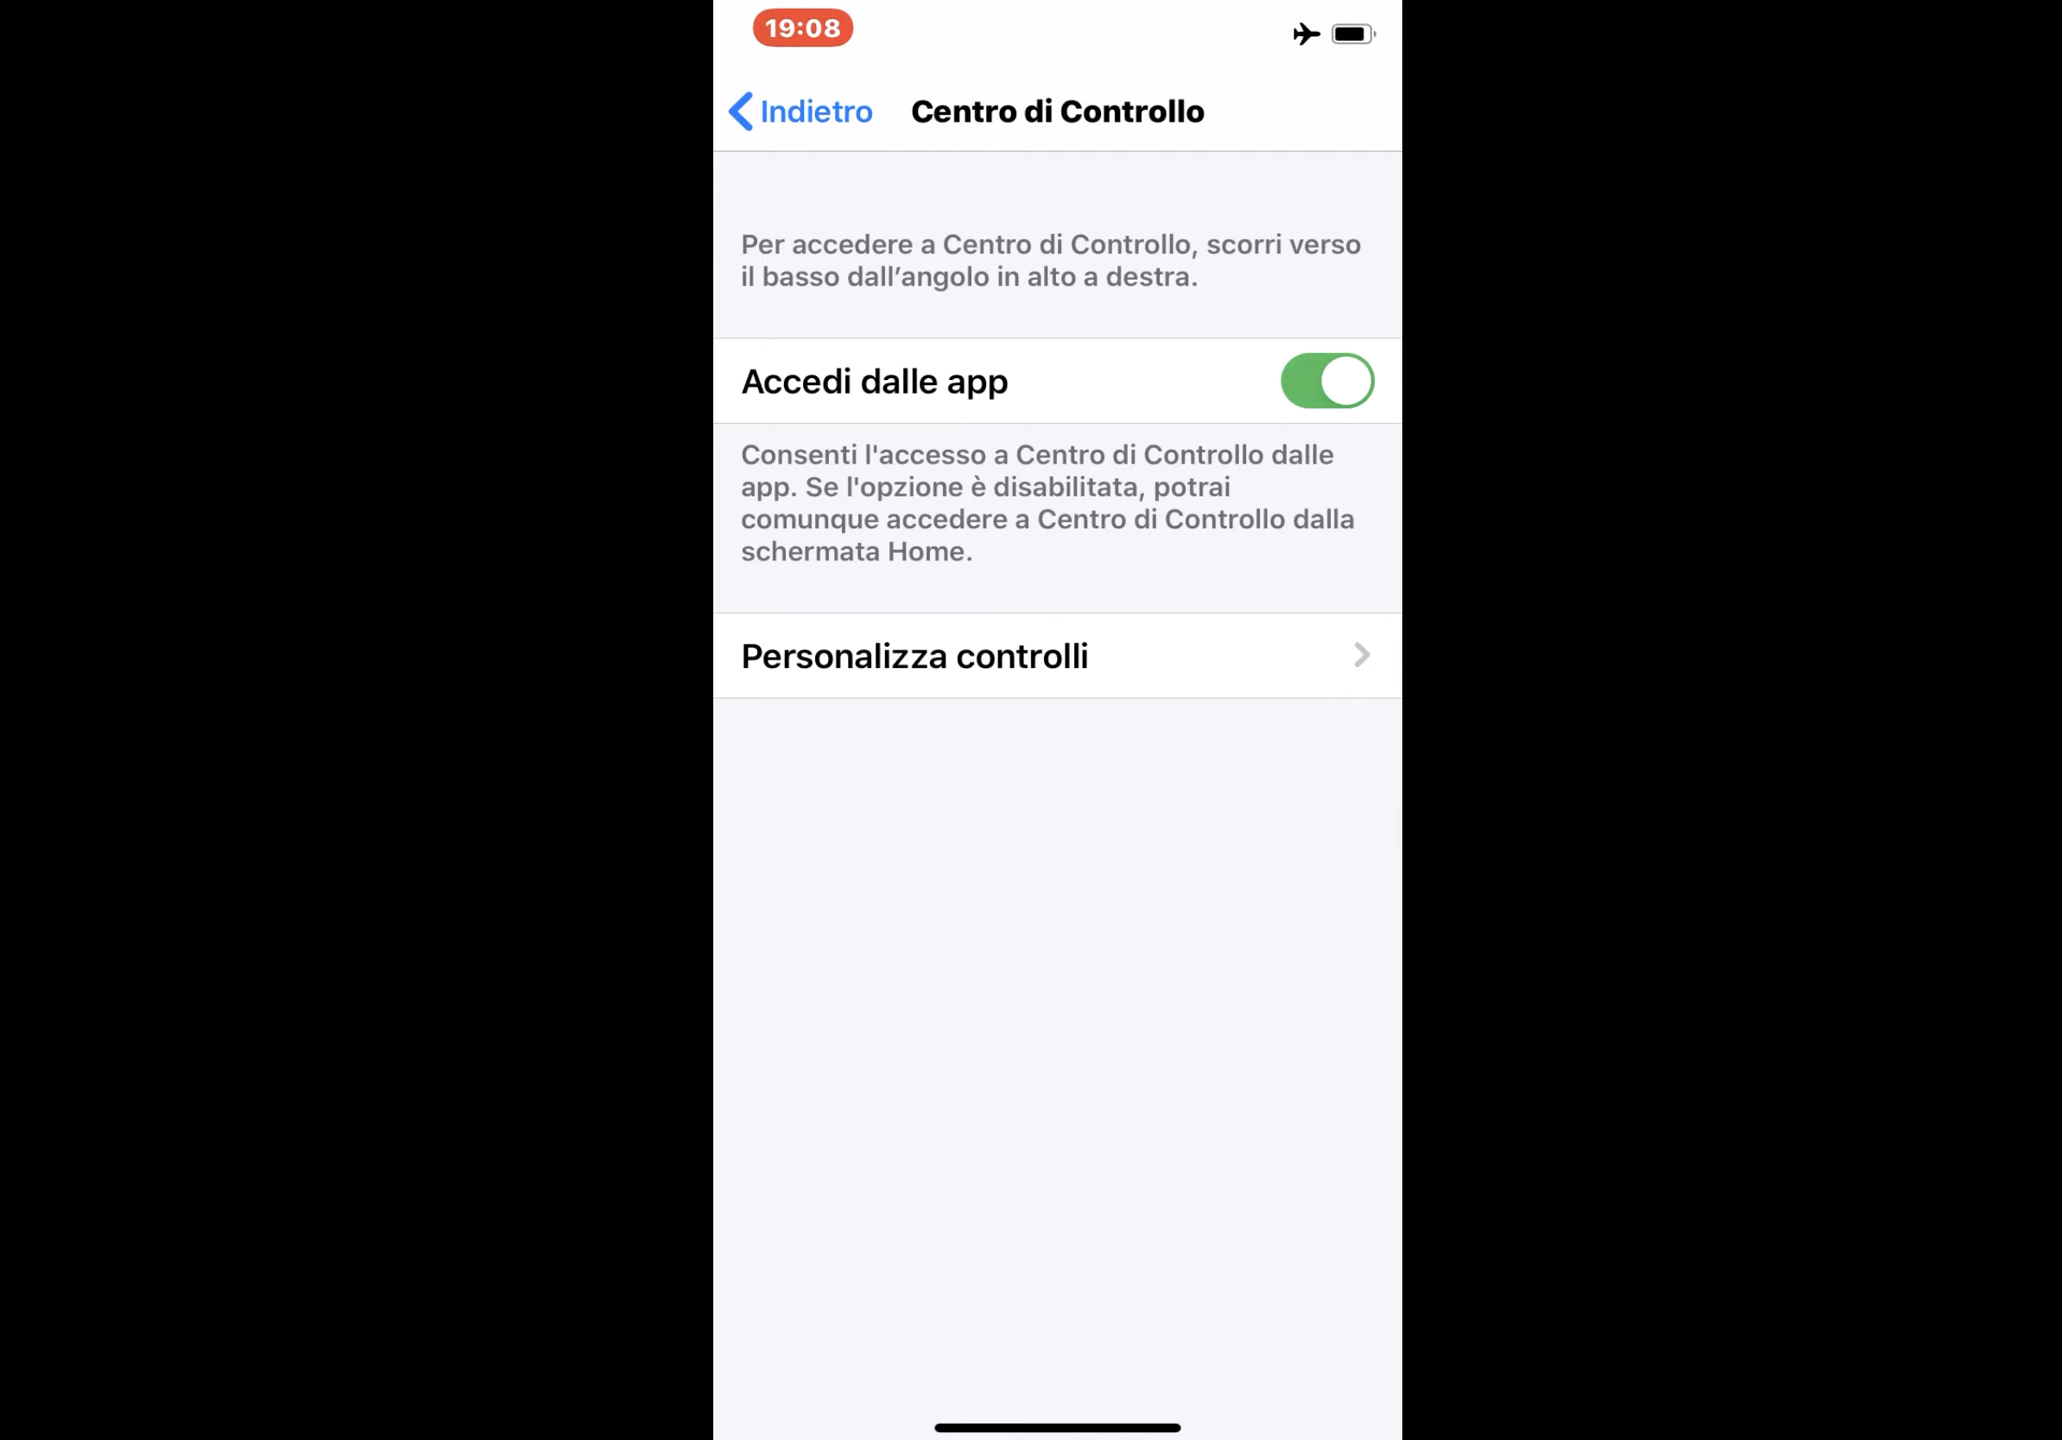 19:08
Indietro
Centro di Controllo
Per accedere a Centro di Controllo, scorri verso
il basso dall’angolo in alto a destra.
Accedi dalle app
Consenti l'accesso a Centro di Controllo dalle
app. Se l'opzione è disabilitata, potrai
comunque accedere a Centro di Controllo dalla
schermata Home.
Personalizza controlli